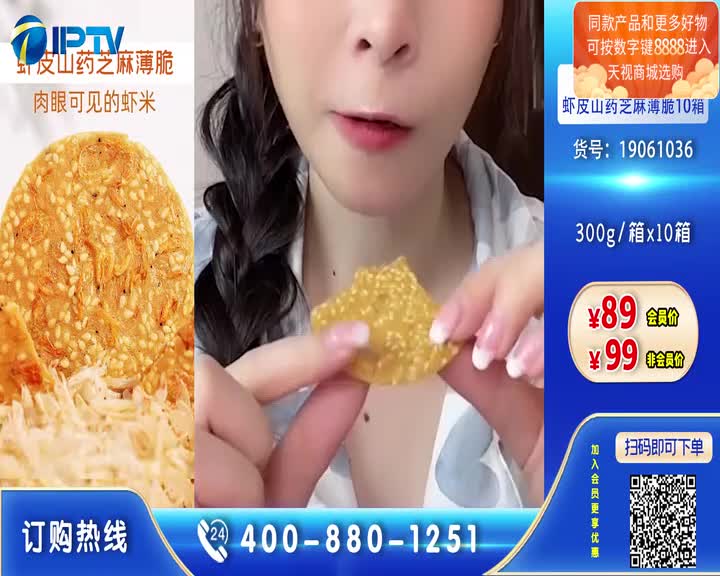 IPTV
虾皮山药芝麻薄脆
肉眼可见的虾米
同款产品和更多好物
可按数字键8888进入
天视商城选购
虾皮山药芝麻薄脆10箱
货号：19061036
300g/箱x10箱
¥89 会员价
¥99 非会员价
加入会员更享优惠
扫码即可下单
订购热线
24
400-880-1251